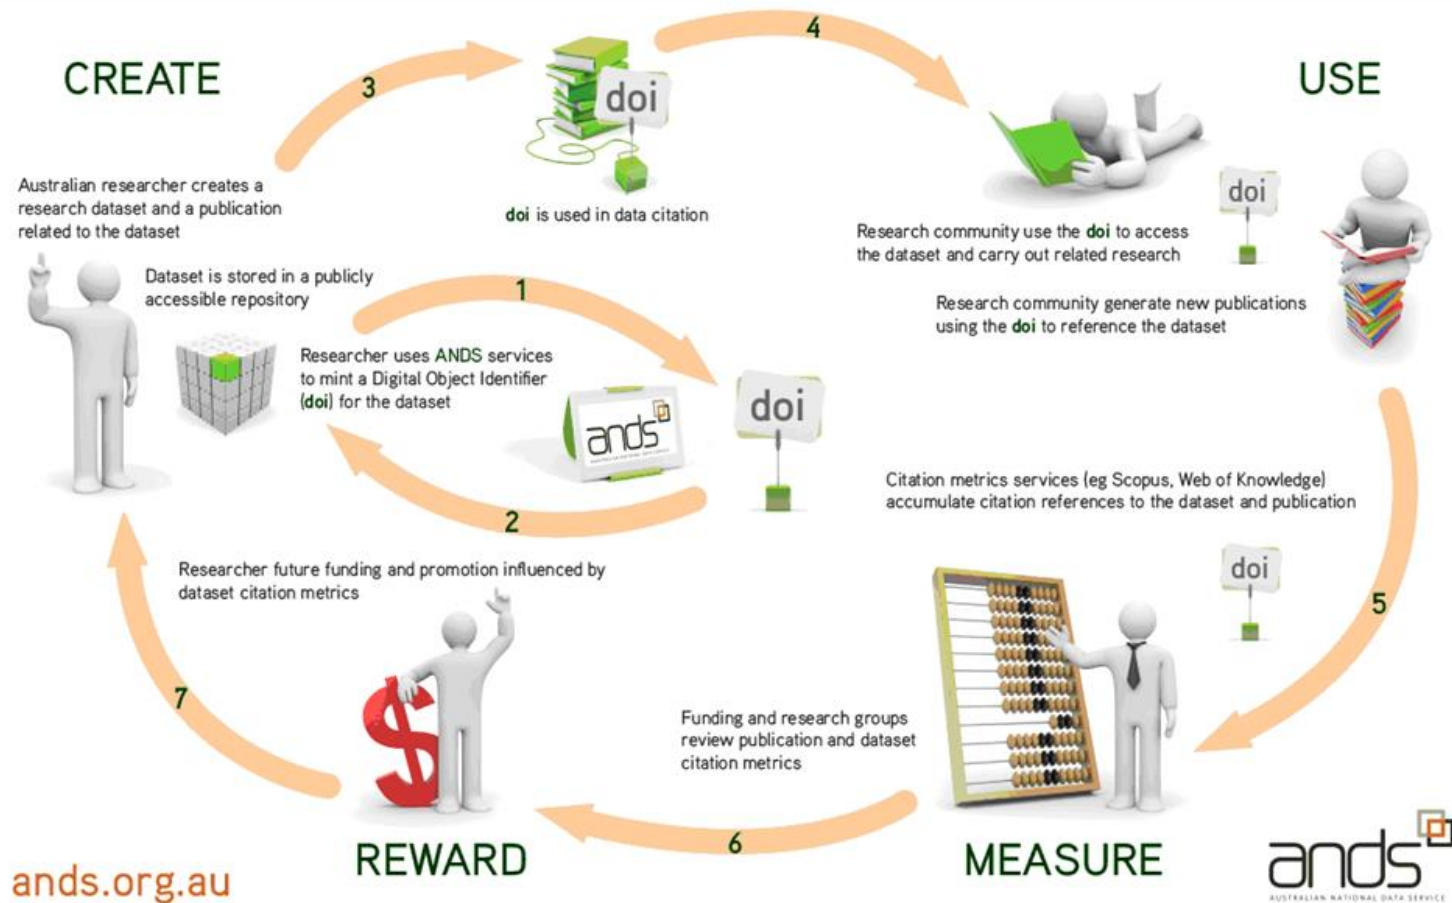 CREATE
3
4
USE
doi
Australian researcher creates a
research dataset and a publication
related to the dataset
doi is used in data citation
doi
Research community use the doi to access
the dataset and carry out related research
Dataset is stored in a publicly
accessible repository
1
Research community generate new publications
using the doi to reference the dataset
Researcher uses ANDS services
to mint a Digital Object Identifier
(doi) for the dataset
ands
doi
2
Citation metrics services (eg Scopus, Web of Knowledge)
accumulate citation references to the dataset and publication
doi
5
Researcher future funding and promotion influenced by
dataset citation metrics
7
Funding and research groups
review publication and dataset
citation metrics
$
6
REWARD
MEASURE
ands.org.au
ands
AUSTRALIAN NATIONAL DATA SERVICE